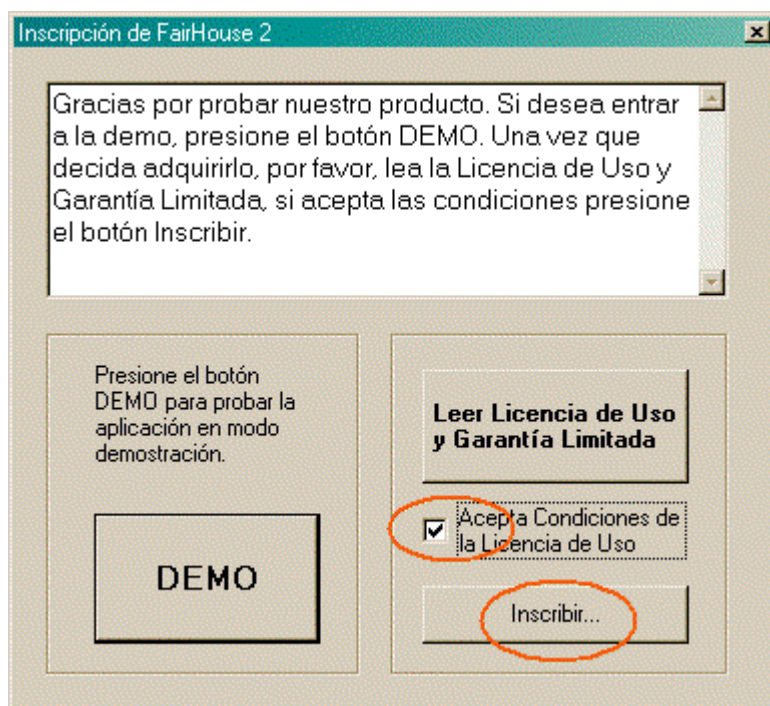 Inscripción de FairHouse 2
Gracias por probar nuestro producto. Si desea entrar
a la demo, presione el botón DEMO. Una vez que
decida adquirirlo, por favor, lea la Licencia de Uso y
Garantía Limitada, si acepta las condiciones presione
el botón Inscribir.
Presione el botón
DEMO para probar la
aplicación en modo
demostración.
DEMO
Leer Licencia de Uso
y Garantía Limitada
Acepta Condiciones de
la Licencia de Uso
Inscribir...